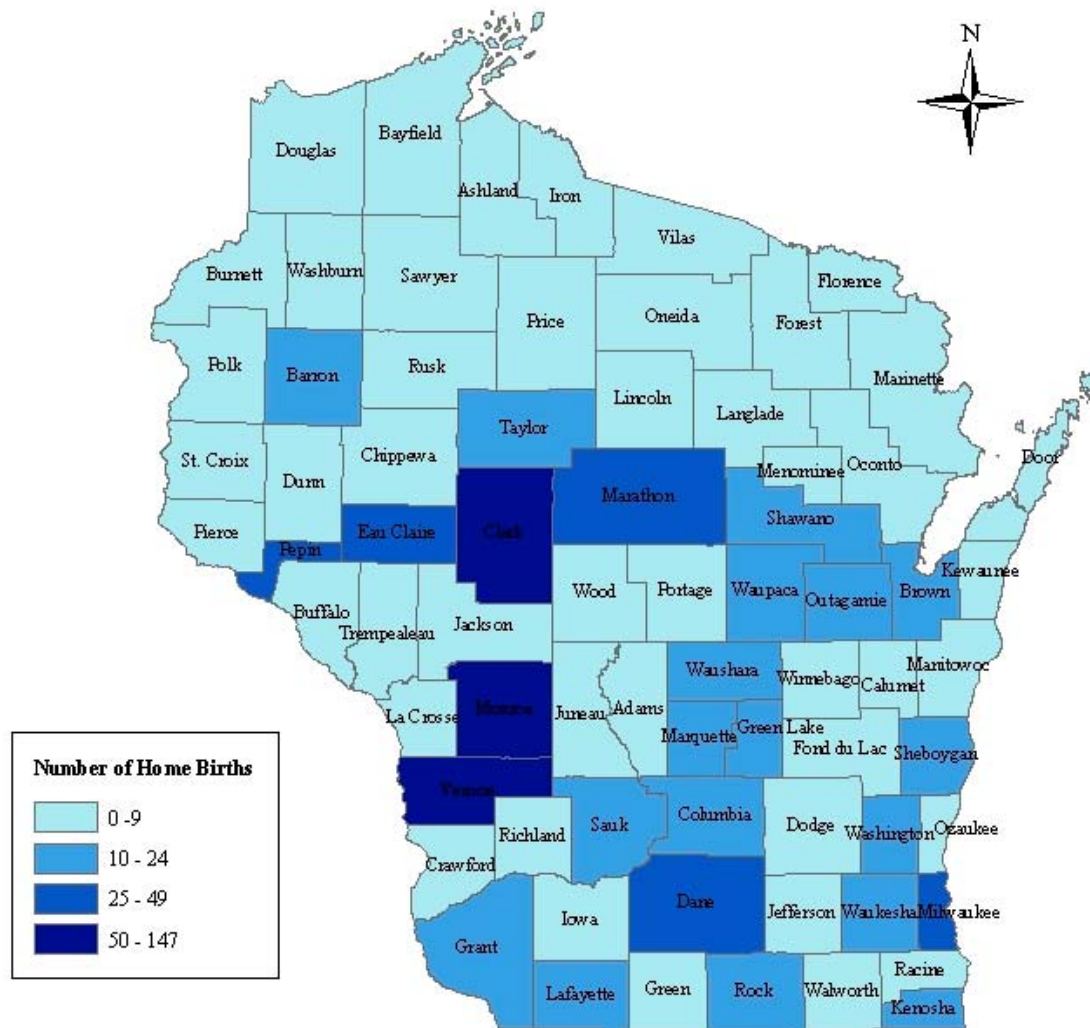 N
Bayfield
Douglas
Ashland
Iron
Vilas
Burnett
Washburn
Sawyer
Florence
Price
Oneida
Forest
Polk
Barron
Rusk
Marinette
Lincoln
Langlade
Taylor
St. Croix
Chippewa
Dunn
Menominee
Oconto
Door
Marathon
Shawano
Pierce
Eau Claire
Clark
Pepin
Kewaunee
Wood
Portage
Waupaca
Outagamie
Brown
Buffalo
Trempealeau
Jackson
Waushara
Winnebago
Calumet
Manitowoc
La Crosse
Monroe
Juneau
Adams
Marquette
Green Lake
Fond du Lac
Sheboygan
Vernon
Richland
Sauk
Columbia
Dodge
Washington
Ozaukee
Crawford
Iowa
Dane
Jefferson
Waukesha
Milwaukee
Grant
Lafayette
Green
Rock
Walworth
Racine
Kenosha
Number of Home Births
0 -9
10 - 24
25 - 49
50 - 147